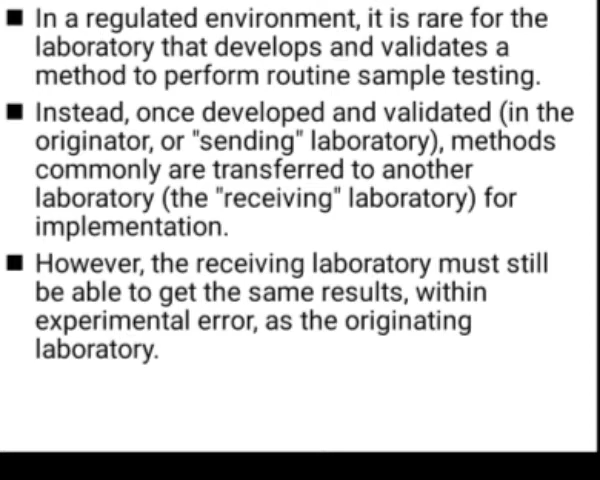 ■ In a regulated environment, it is rare for the
laboratory that develops and validates a
method to perform routine sample testing.
■ Instead, once developed and validated (in the
originator, or "sending" laboratory), methods
commonly are transferred to another
laboratory (the "receiving" laboratory) for
implementation.
■ However, the receiving laboratory must still
be able to get the same results, within
experimental error, as the originating
laboratory.